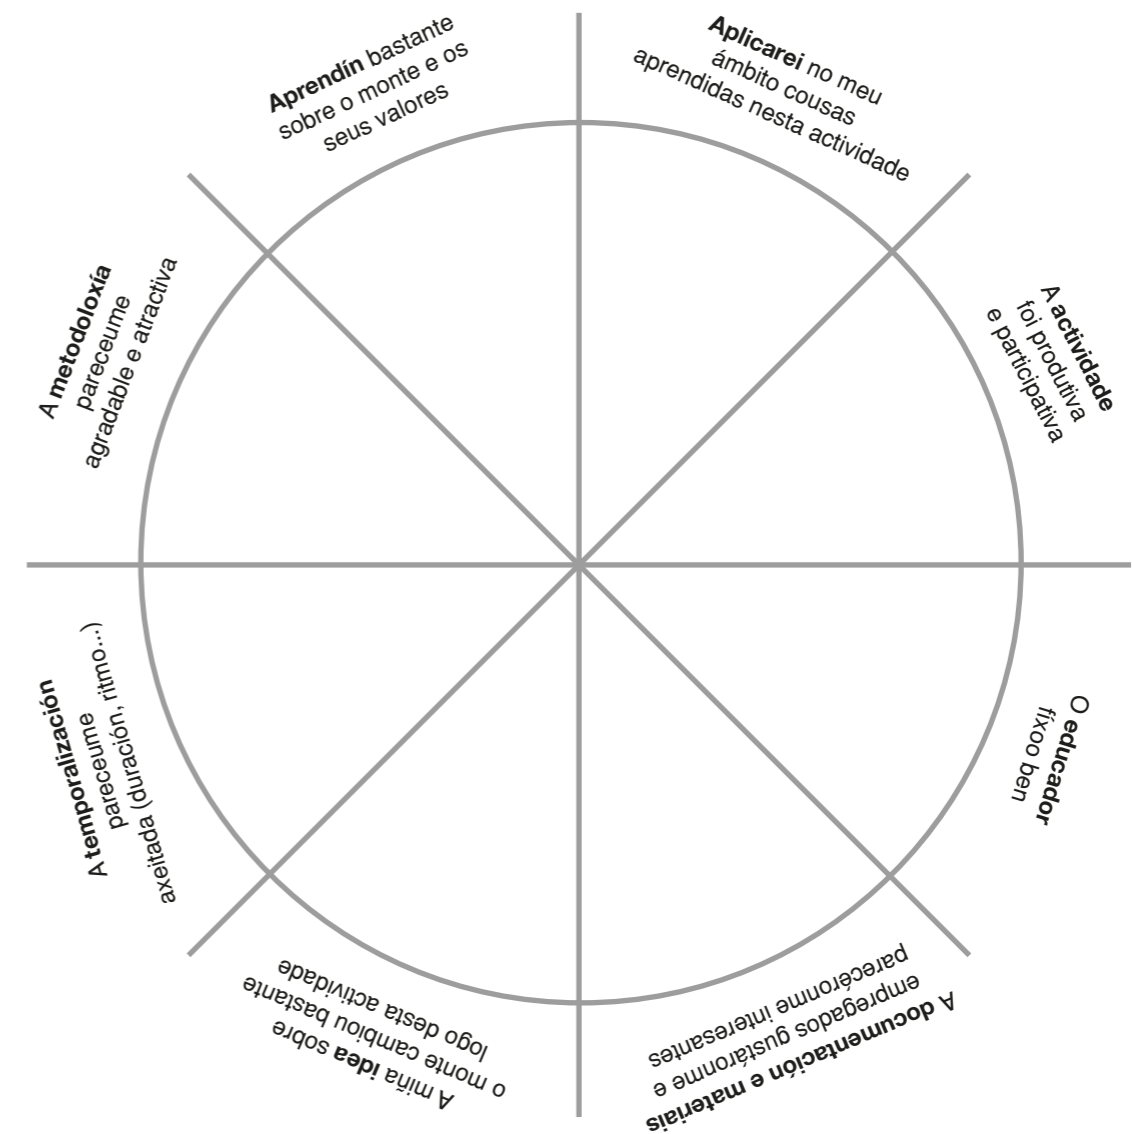 Aprendín bastante
sobre o monte e os
seus valores
Aplicarei no meu
ámbito cousas
aprendidas nesta actividade
A actividade
foi produtiva
e participativa
O educador
fíxoo ben
A documentación e materiais
empregados gustáronme e
parecéronme interesantes
A miña idea sobre
o monte cambiou bastante
logo desta actividade
A temporalización
pareceume
axeitada (duración, ritmo...)
A metodoloxía
pareceume
agradable e atractiva